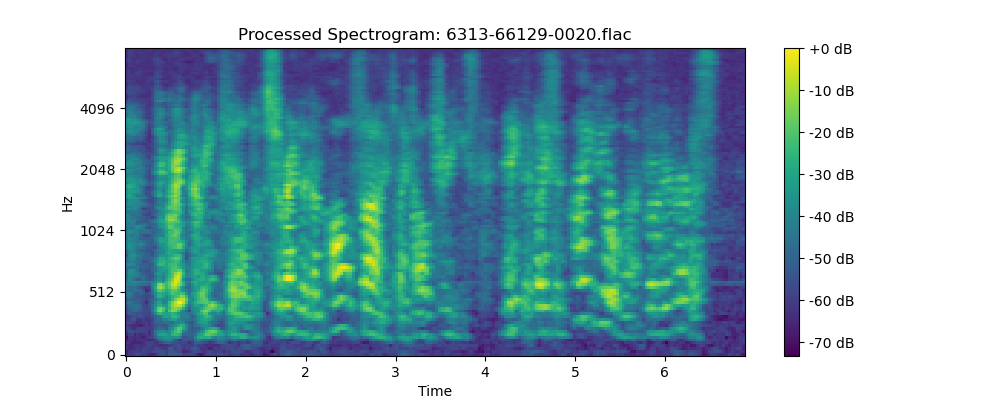 Processed Spectrogram: 6313-66129-0020.flac
+0 dB
4096
-10 dB
-20 dB
2048
-30 dB
Hz
1024
-40 dB
-50 dB
512
-60 dB
0
-70 dB
0 1 2 3 4 5 6
Time